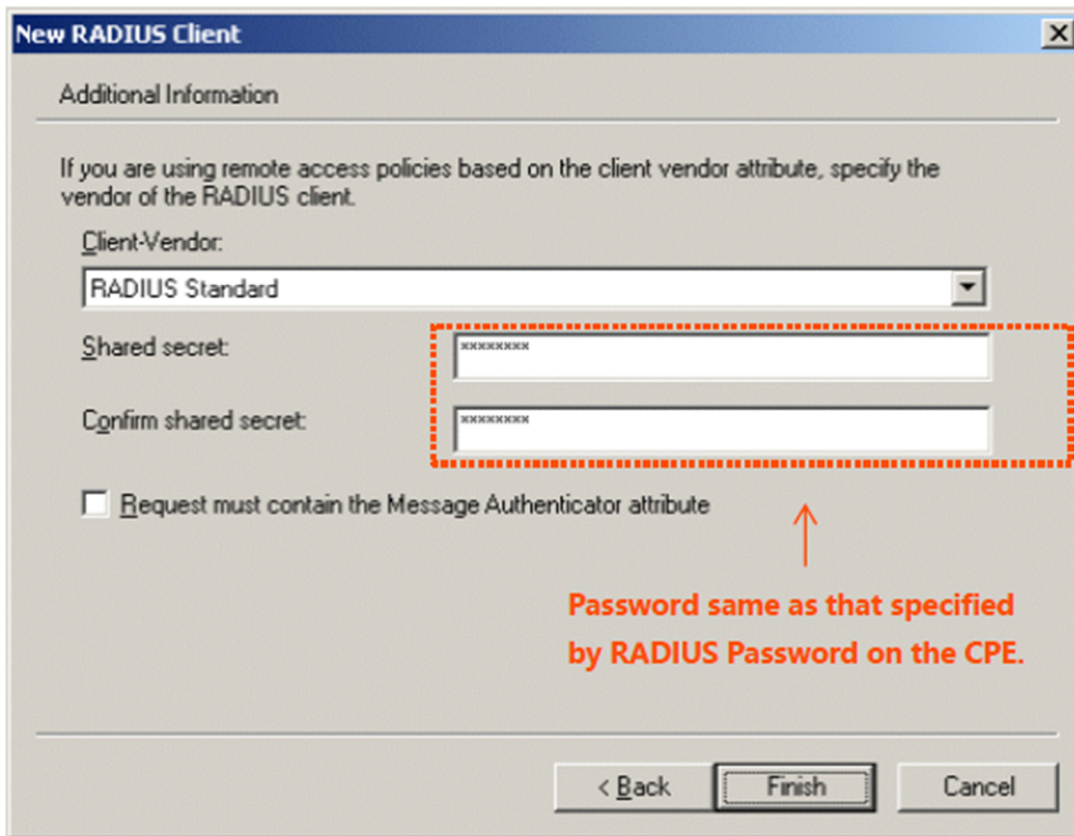 New RADIUS Client
Additional Information
If you are using remote access policies based on the client vendor attribute, specify the
vendor of the RADIUS client.
Client-Vendor:
RADIUS Standard
Shared secret:
xxxxxxxx
Confirm shared secret:
xxxxxxxx
Request must contain the Message Authenticator attribute
Password same as that specified
by RADIUS Password on the CPE.
< Back
Finish
Cancel